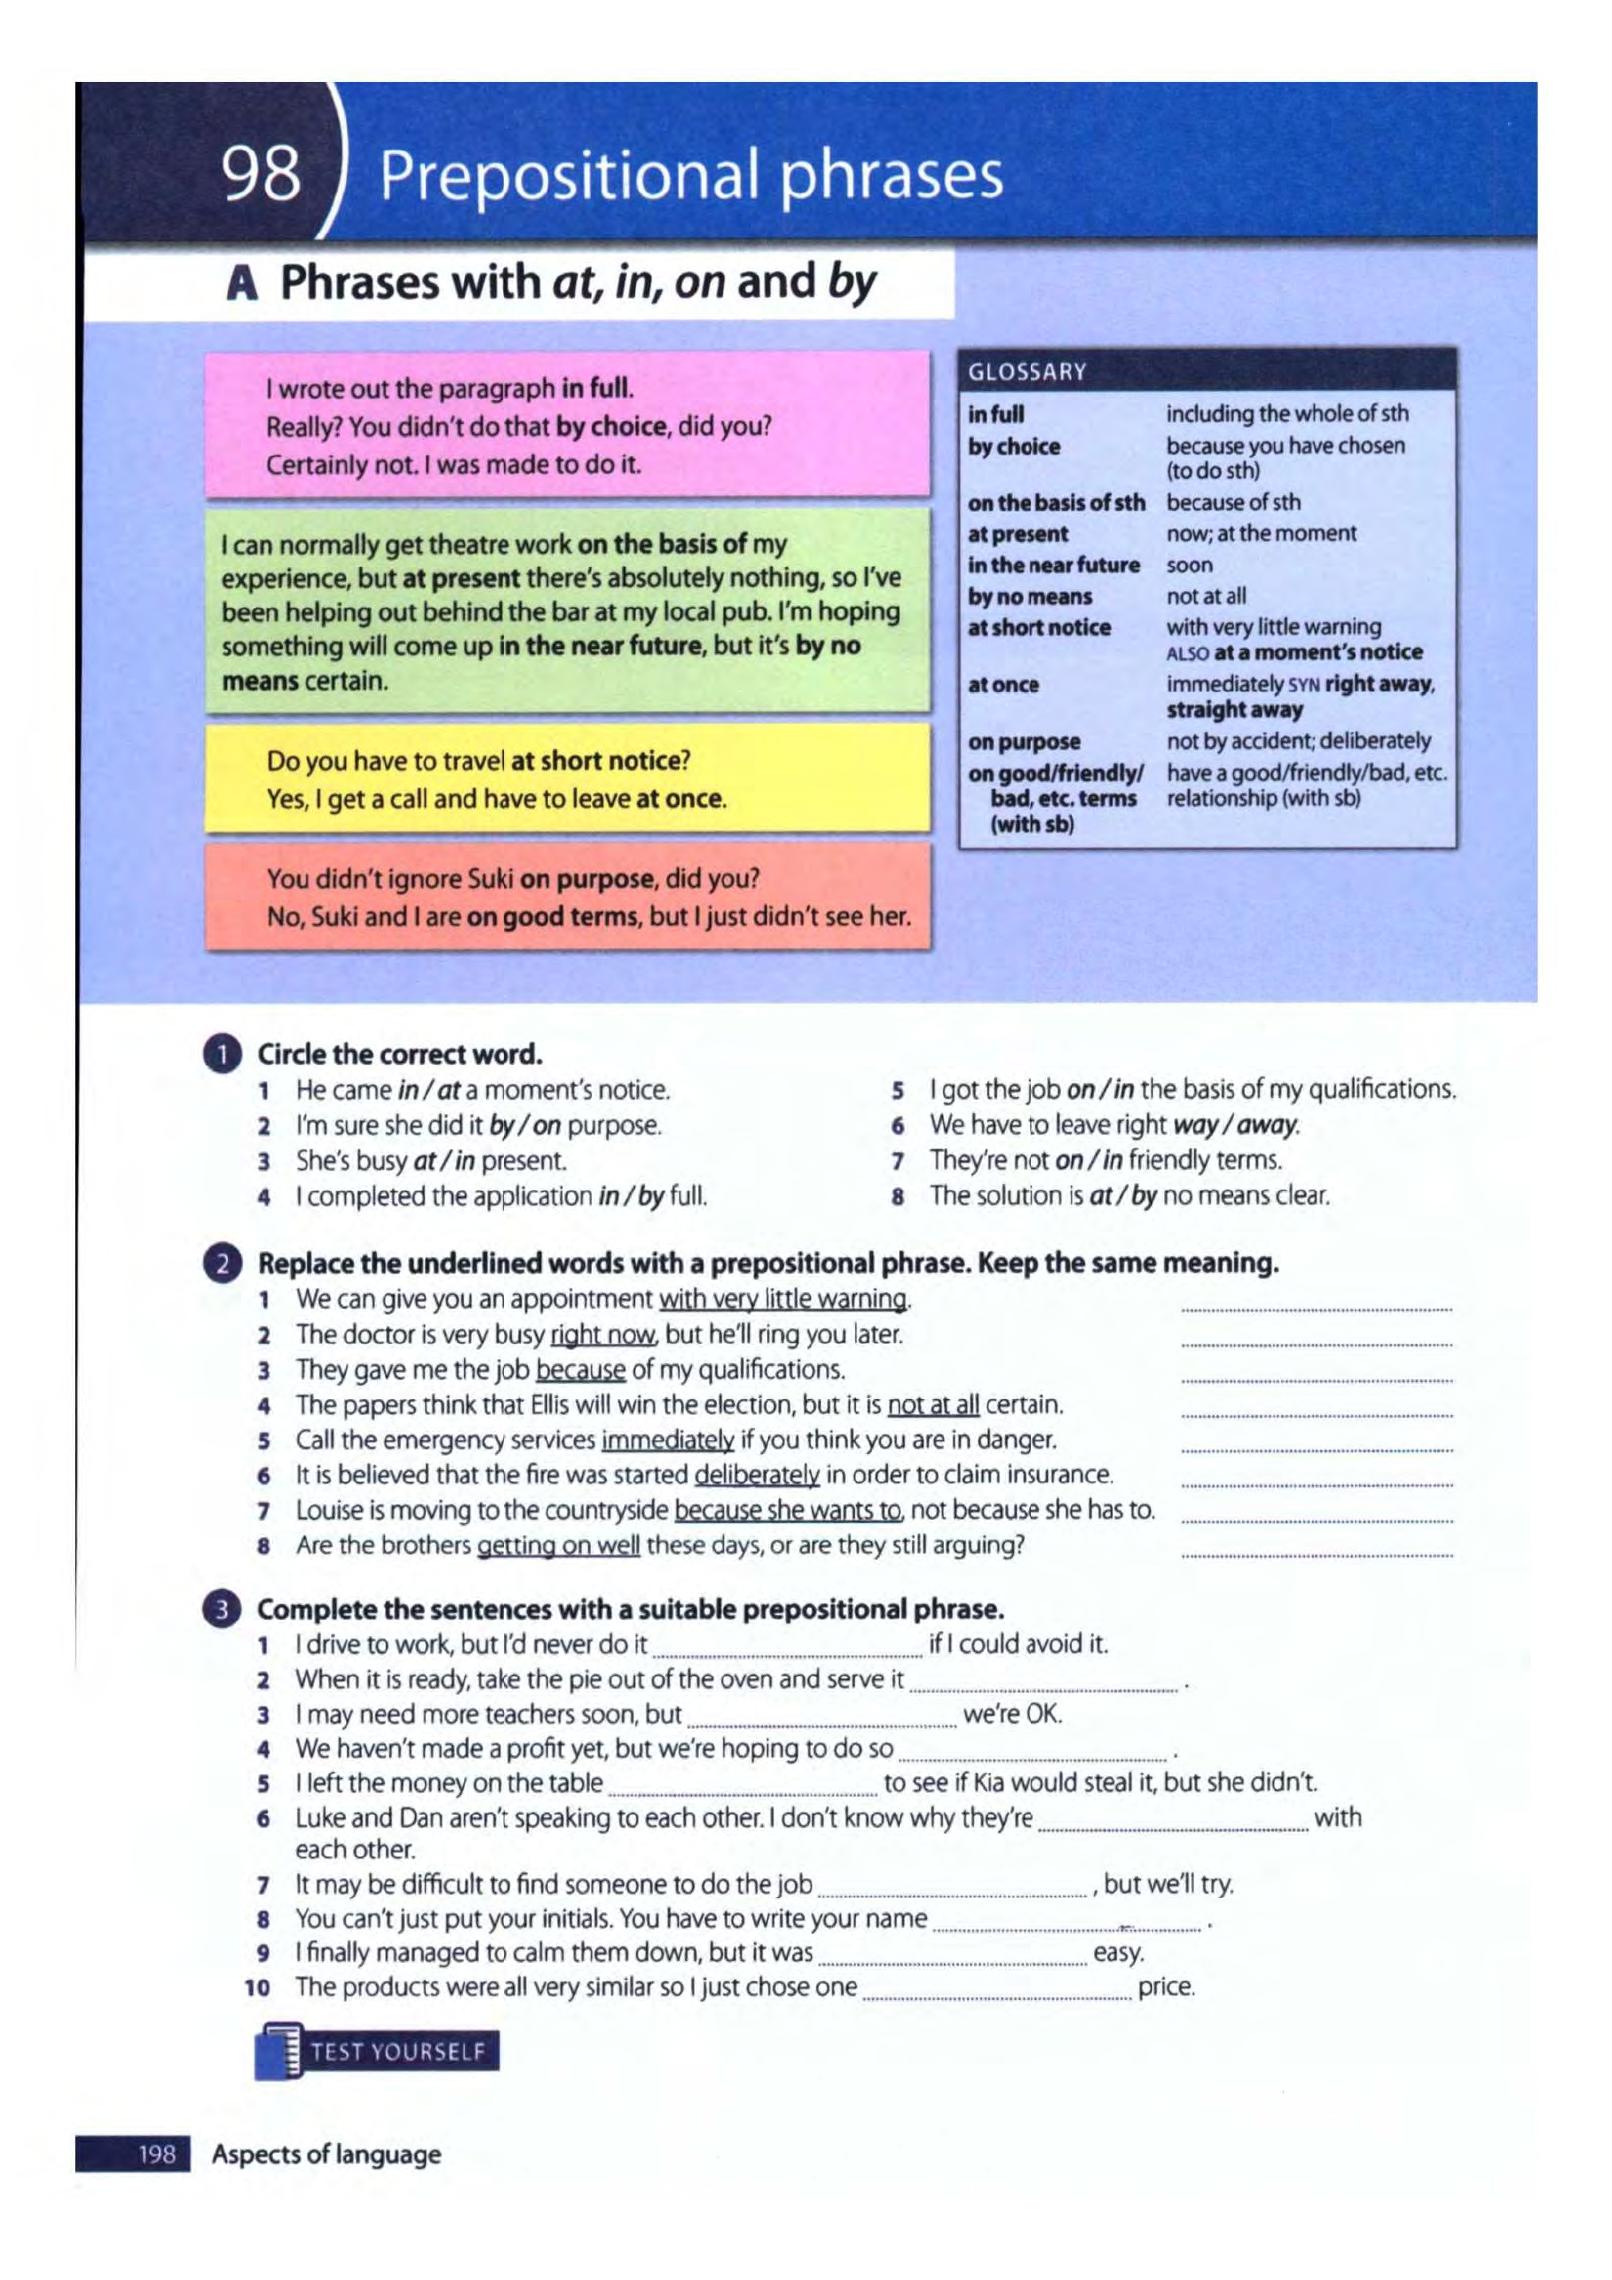 98 Prepositional phrases
A Phrases with at, in, on and by
I wrote out the paragraph in full.
Really? You didn't do that by choice, did you?
Certainly not. I was made to do it.
I can normally get theatre work on the basis of my
experience, but at present there's absolutely nothing, so I've
been helping out behind the bar at my local pub. I'm hoping
something will come up in the near future, but it's by no
means certain.
Do you have to travel at short notice?
Yes, I get a call and have to leave at once.
You didn't ignore Suki on purpose, did you?
No, Suki and I are on good terms, but I just didn't see her.
GLOSSARY
in full including the whole of sth
by choice because you have chosen
(to do sth)
on the basis of sth because of sth
at present now; at the moment
in the near future soon
by no means not at all
at short notice with very little warning
ALSO at a moment's notice
at once immediately SYN right away,
straight away
on purpose not by accident; deliberately
on good/friendly/ have a good/friendly/bad, etc.
bad, etc. terms relationship (with sb)
(with sb)
1 Circle the correct word.
1 He came in / at a moment's notice.
2 I'm sure she did it by / on purpose.
3 She's busy at / in present.
4 I completed the application in / by full.
5 I got the job on / in the basis of my qualifications.
6 We have to leave right way / away.
7 They're not on / in friendly terms.
8 The solution is at / by no means clear.
2 Replace the underlined words with a prepositional phrase. Keep the same meaning.
1 We can give you an appointment with very little warning.
2 The doctor is very busy right now, but he'll ring you later.
3 They gave me the job because of my qualifications.
4 The papers think that Ellis will win the election, but it is not at all certain.
5 Call the emergency services immediately if you think you are in danger.
6 It is believed that the fire was started deliberately in order to claim insurance.
7 Louise is moving to the countryside because she wants to, not because she has to.
8 Are the brothers getting on well these days, or are they still arguing?
3 Complete the sentences with a suitable prepositional phrase.
1 I drive to work, but I'd never do it ........ if I could avoid it.
2 When it is ready, take the pie out of the oven and serve it ........ .
3 I may need more teachers soon, but ........ we're OK.
4 We haven't made a profit yet, but we're hoping to do so ........ .
5 I left the money on the table ........ to see if Kia would steal it, but she didn't.
6 Luke and Dan aren't speaking to each other. I don't know why they're ........ with
each other.
7 It may be difficult to find someone to do the job ........ , but we'll try.
8 You can't just put your initials. You have to write your name ........ .
9 I finally managed to calm them down, but it was ........ easy.
10 The products were all very similar so I just chose one ........ price.
TEST YOURSELF
198 Aspects of language